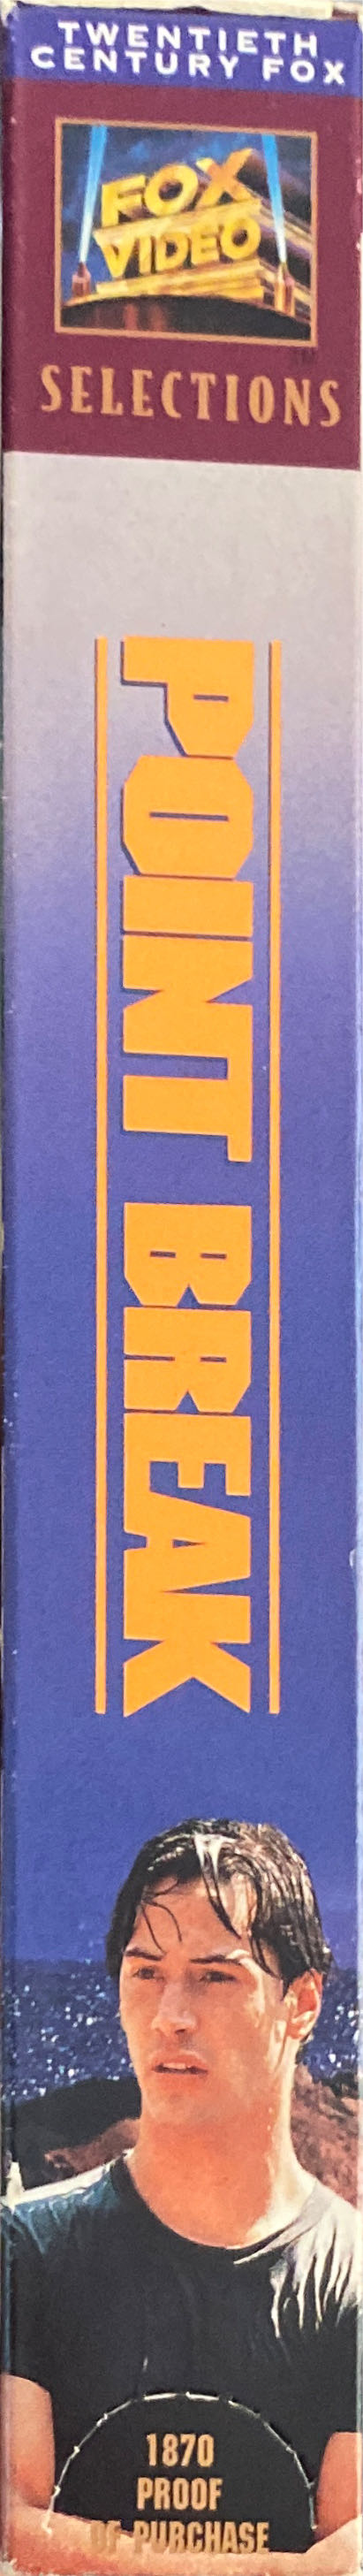 TWENTIETH
CENTURY FOX
FOX
VIDEO
SELECTIONS
POINT BREAK
1870
PROOF
OF PURCHASE